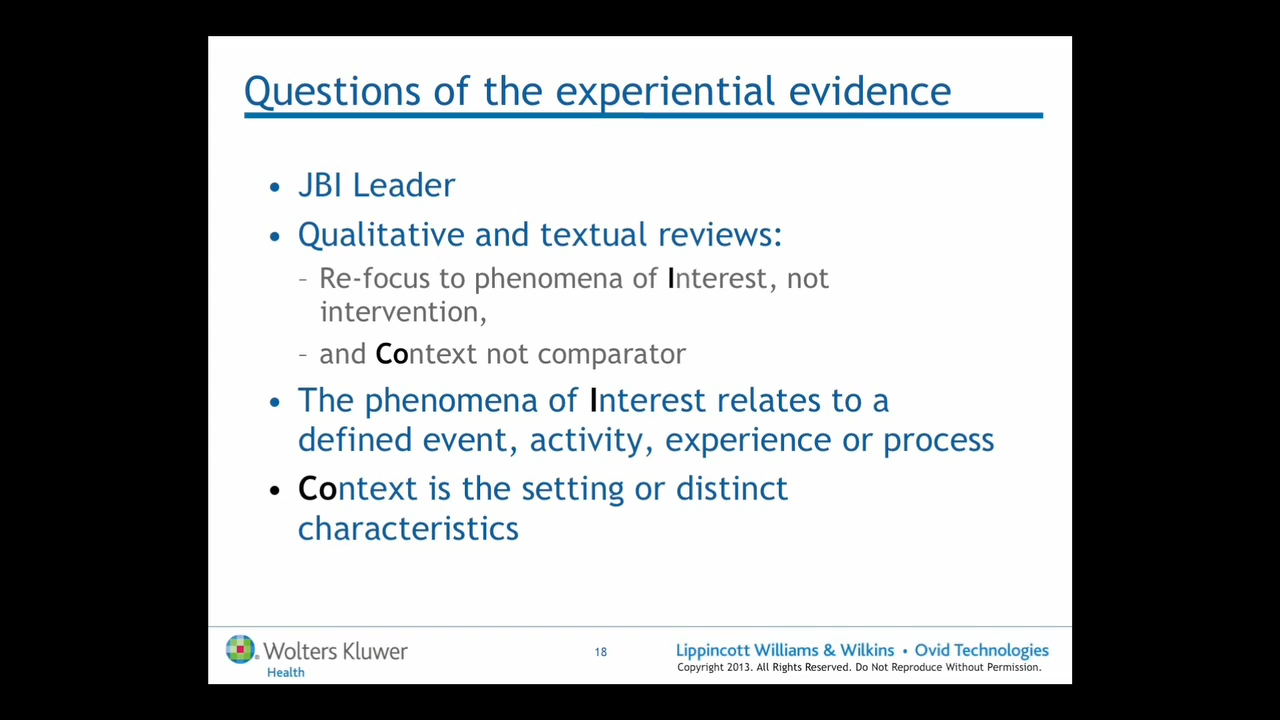 Questions of the experiential evidence
• JBI Leader
• Qualitative and textual reviews:
– Re-focus to phenomena of Interest, not
intervention,
– and Context not comparator
• The phenomena of Interest relates to a
defined event, activity, experience or process
• Context is the setting or distinct
characteristics
Wolters Kluwer
Health
18
Lippincott Williams & Wilkins • Ovid Technologies
Copyright 2013. All Rights Reserved. Do Not Reproduce Without Permission.